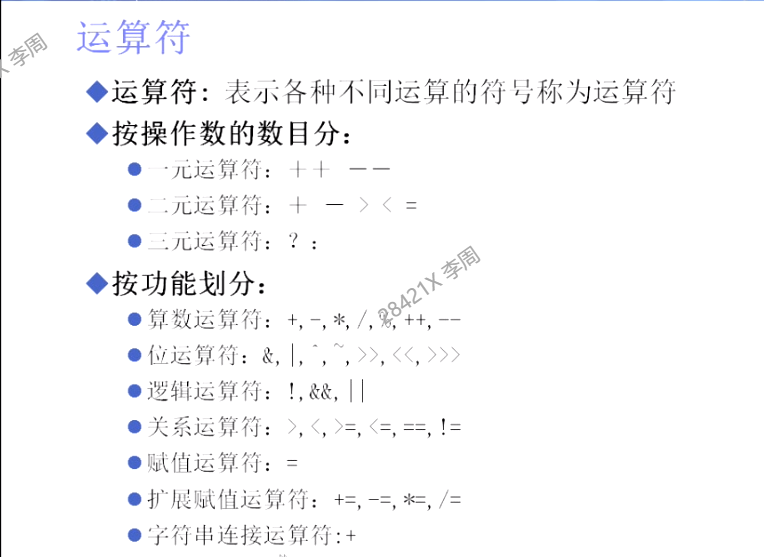 运算符
李周
运算符: 表示各种不同运算的符号称为运算符
按操作数的数目分:
一元运算符: ++ --
二元运算符: + - > < =
三元运算符: ? :
28421X 李周
按功能划分:
算数运算符: +,-,*,/,%,++,--
位运算符: &,|,^,~,>>,<<,>>>
逻辑运算符: !,&&,||
关系运算符: >,<,>=,<=,==,!=
赋值运算符: =
扩展赋值运算符: +=,-=,*=,/=
字符串连接运算符:+